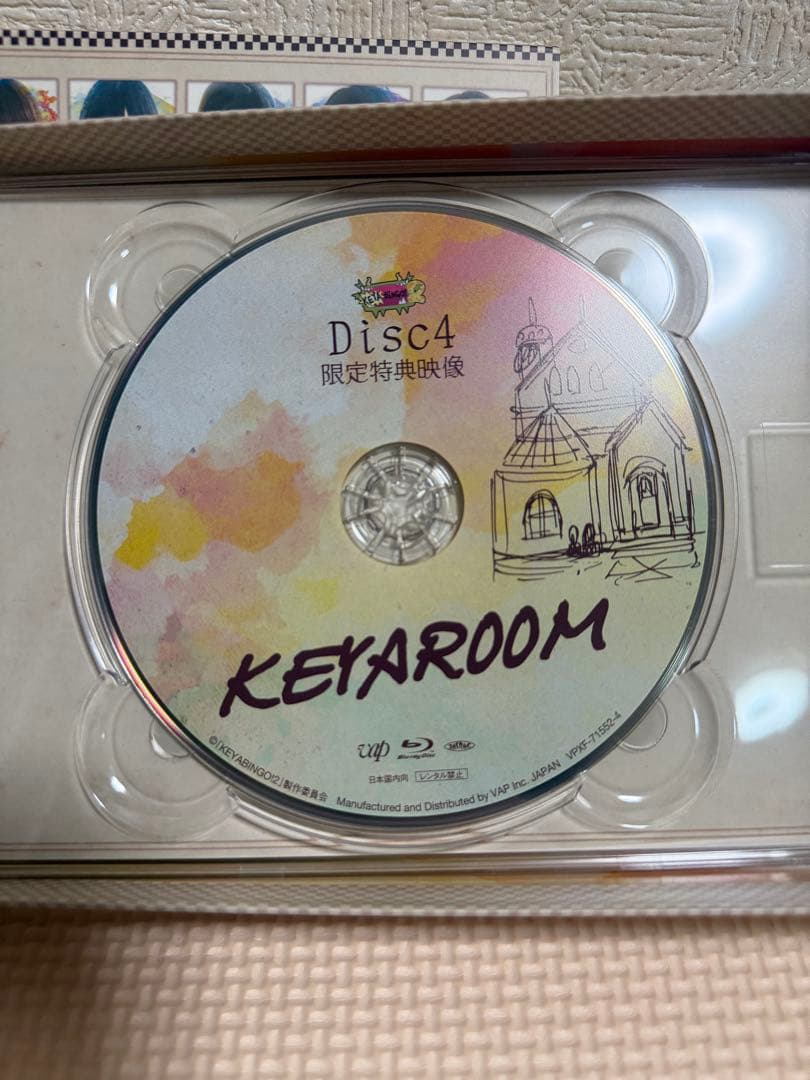 KEYABINGO!
Disc4
限定特典映像
KEYAROOM
vap Blu-ray Disc
日本国内向 レンタル禁止
©「KEYABINGO!2」製作委員会 Manufactured and Distributed by VAP Inc. JAPAN VPXF-71552-4